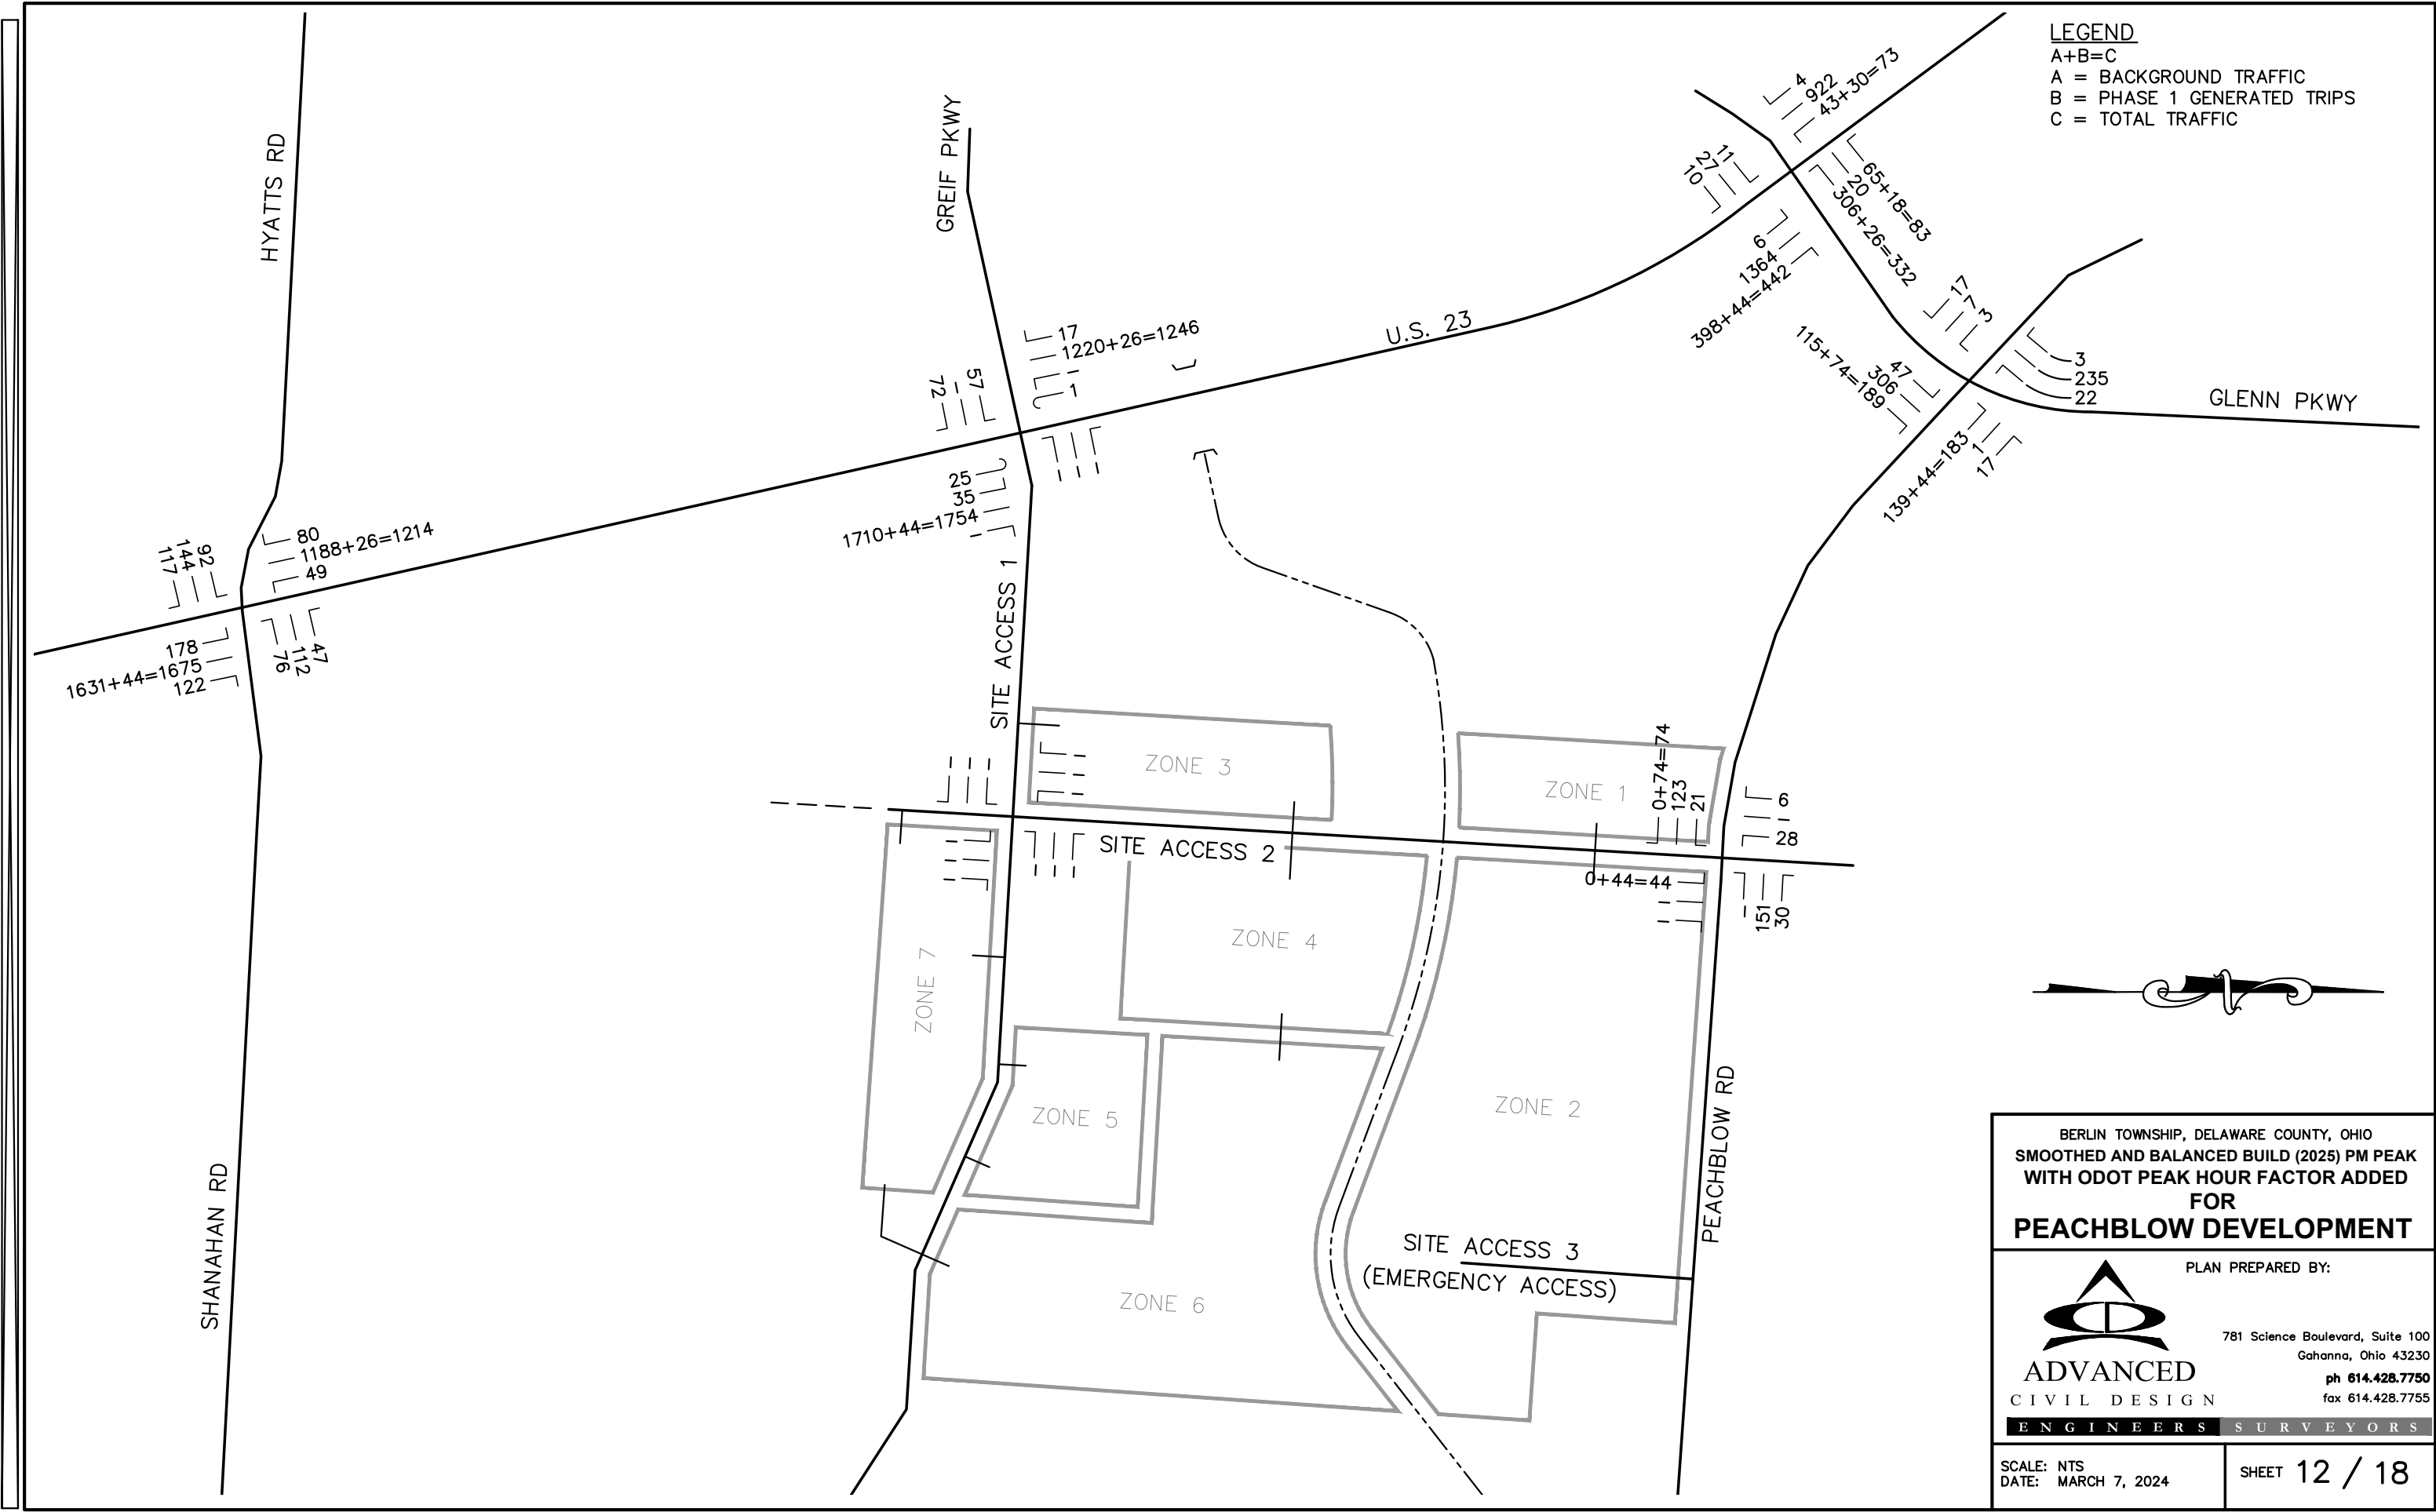 LEGEND
A+B=C
A = BACKGROUND TRAFFIC
B = PHASE 1 GENERATED TRIPS
C = TOTAL TRAFFIC
HYATTS RD
GREIF PKWY
U.S. 23
4
922
43+30=73
11
27
10
65+18=83
20
306+26=332
6
1364
398+44=442
17
7
3
47
306
115+74=189
3
235
22
GLENN PKWY
139+44=183
1
17
17
1220+26=1246
-
1
72
-
57
25
35
1710+44=1754
-
- - -
117
144
92
80
1188+26=1214
49
178
1631+44=1675
122
76
112
47
SITE ACCESS 1
ZONE 3
ZONE 1
- - -
-
-
-
SITE ACCESS 2
-
-
-
- - -
0+74=74
123
21
6
-
28
0+44=44
-
-
-
151
30
ZONE 4
ZONE 7
ZONE 5
ZONE 2
ZONE 6
PEACHBLOW RD
SHANAHAN RD
SITE ACCESS 3
(EMERGENCY ACCESS)
N
BERLIN TOWNSHIP, DELAWARE COUNTY, OHIO
SMOOTHED AND BALANCED BUILD (2025) PM PEAK
WITH ODOT PEAK HOUR FACTOR ADDED
FOR
PEACHBLOW DEVELOPMENT
PLAN PREPARED BY:
781 Science Boulevard, Suite 100
Gahanna, Ohio 43230
ph 614.428.7750
fax 614.428.7755
ADVANCED
CIVIL DESIGN
ENGINEERS SURVEYORS
SCALE: NTS
DATE: MARCH 7, 2024
SHEET 12 / 18